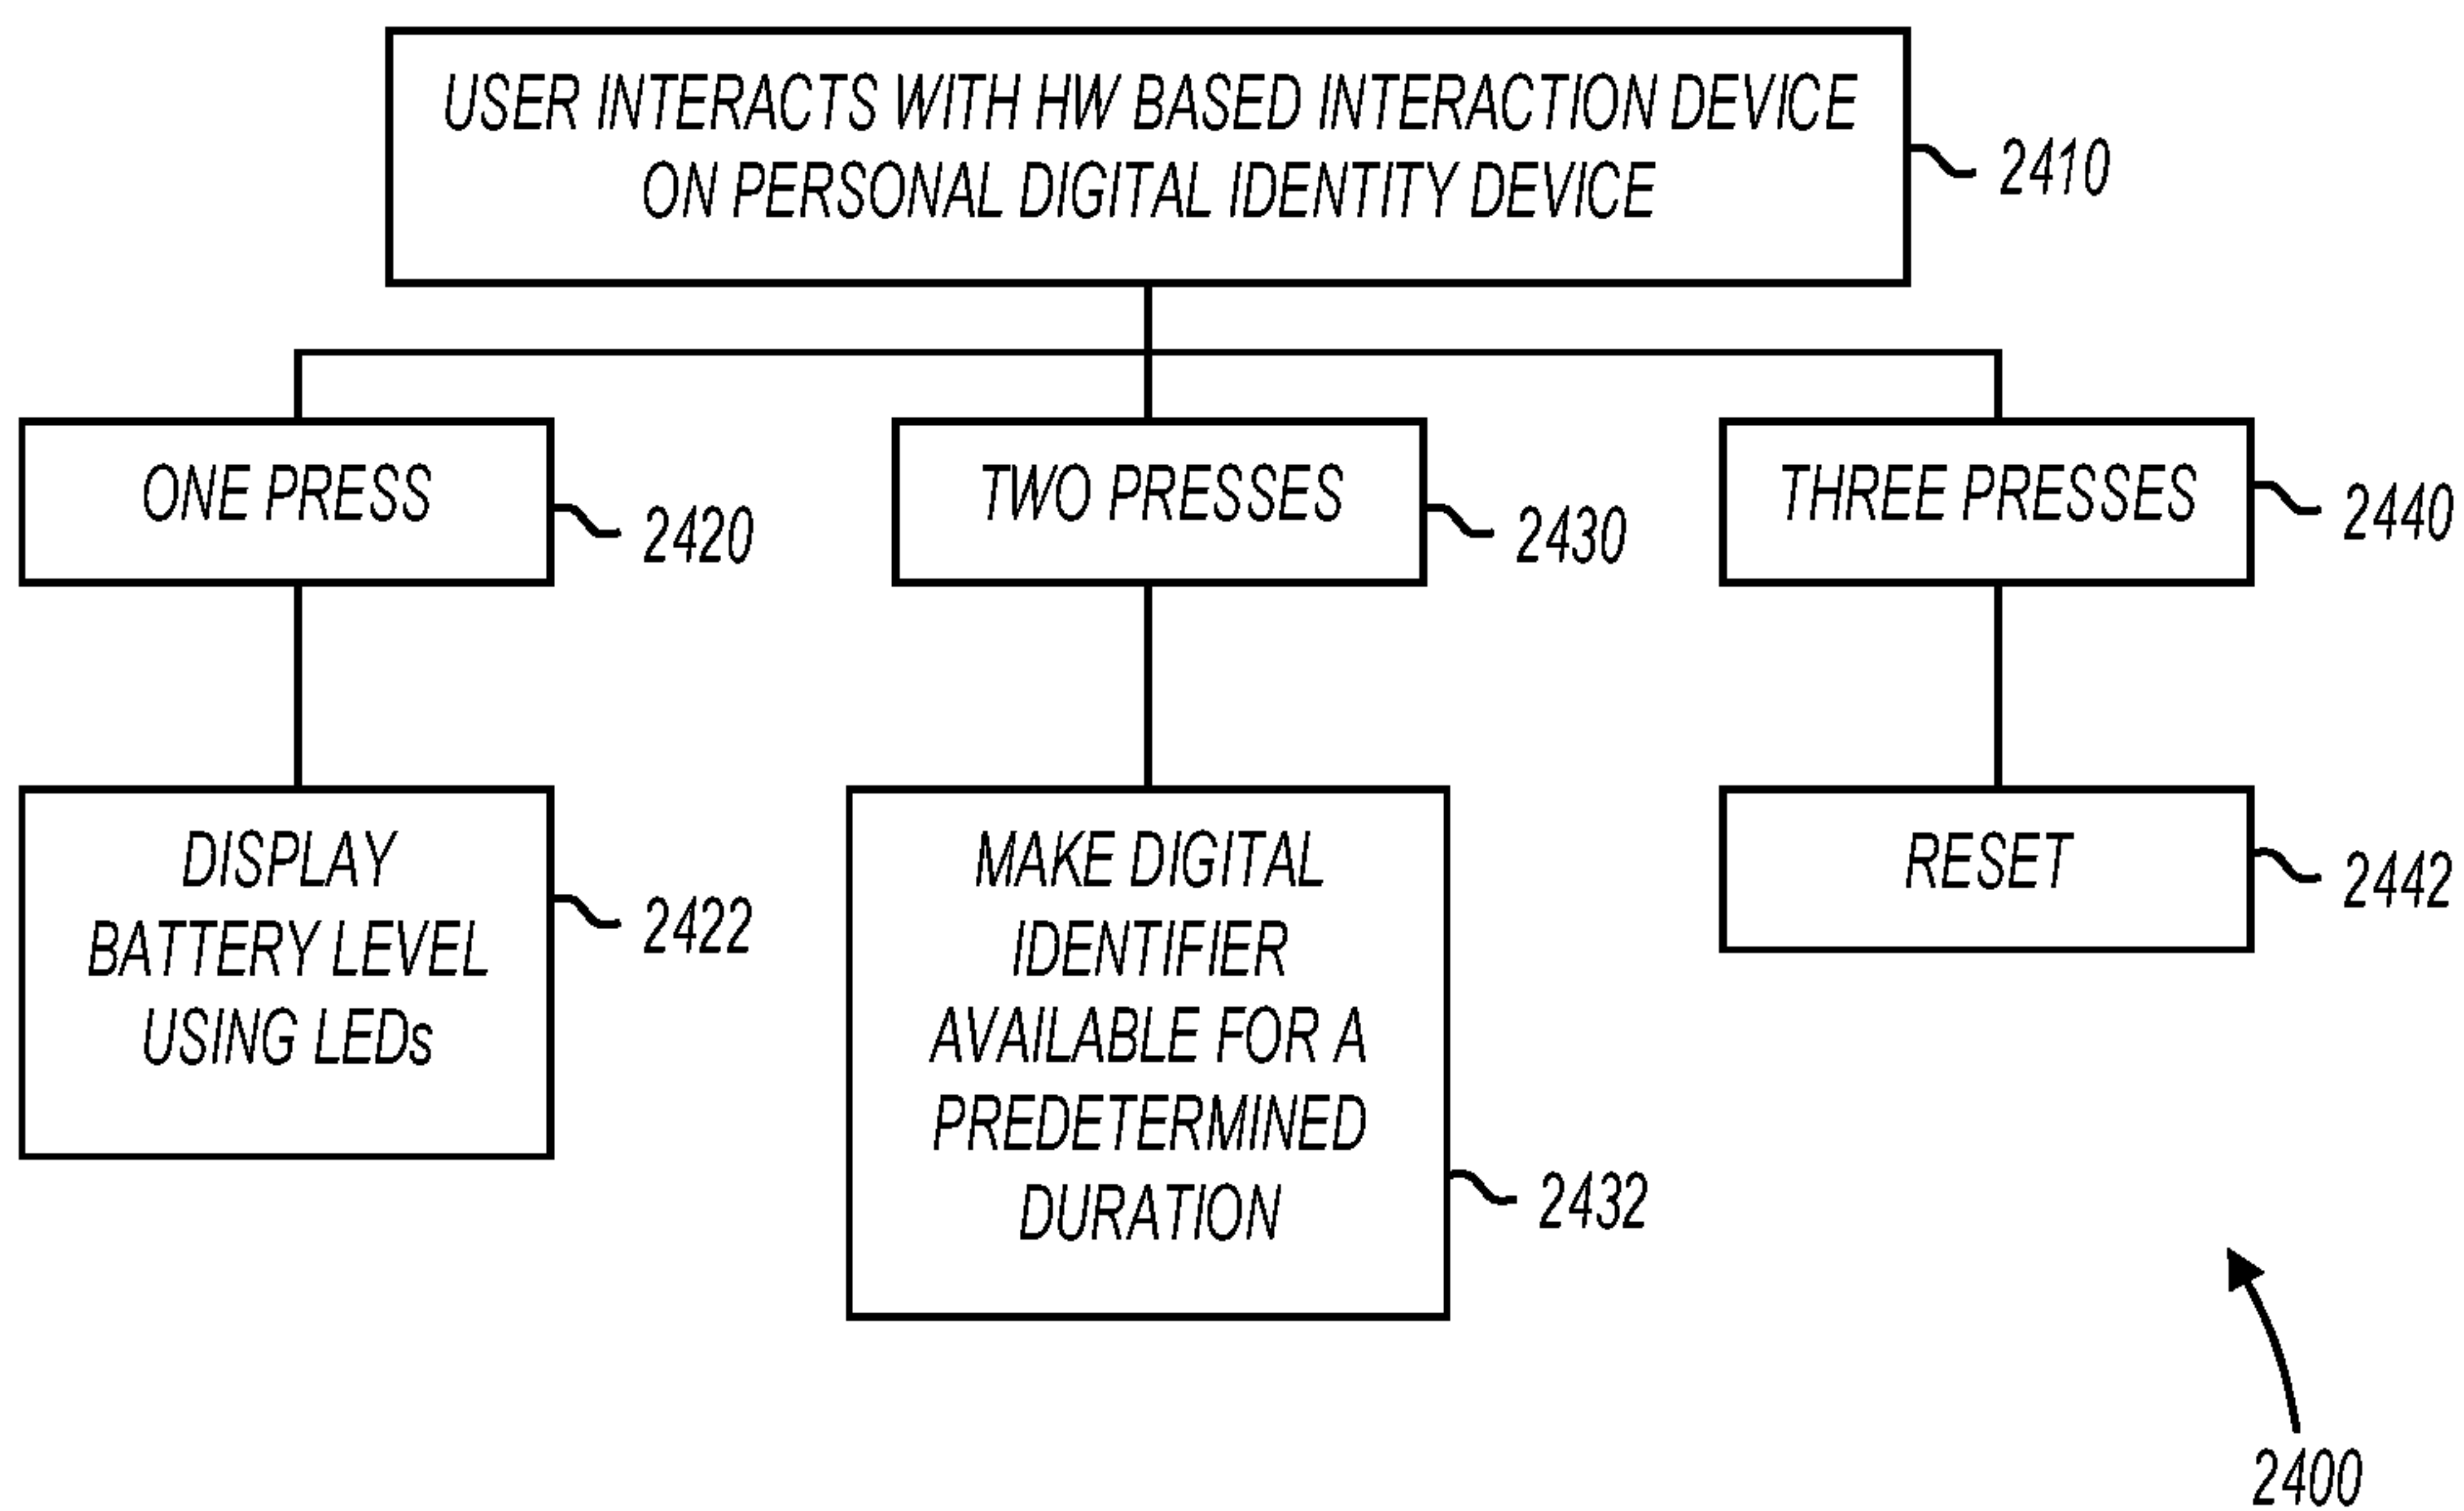 USER INTERACTS WITH HW BASED INTERACTION DEVICE
ON PERSONAL DIGITAL IDENTITY DEVICE
2410
ONE PRESS
2420
TWO PRESSES
2430
THREE PRESSES
2440
DISPLAY
BATTERY LEVEL
USING LEDs
2422
MAKE DIGITAL
IDENTIFIER
AVAILABLE FOR A
PREDETERMINED
DURATION
2432
RESET
2442
2400